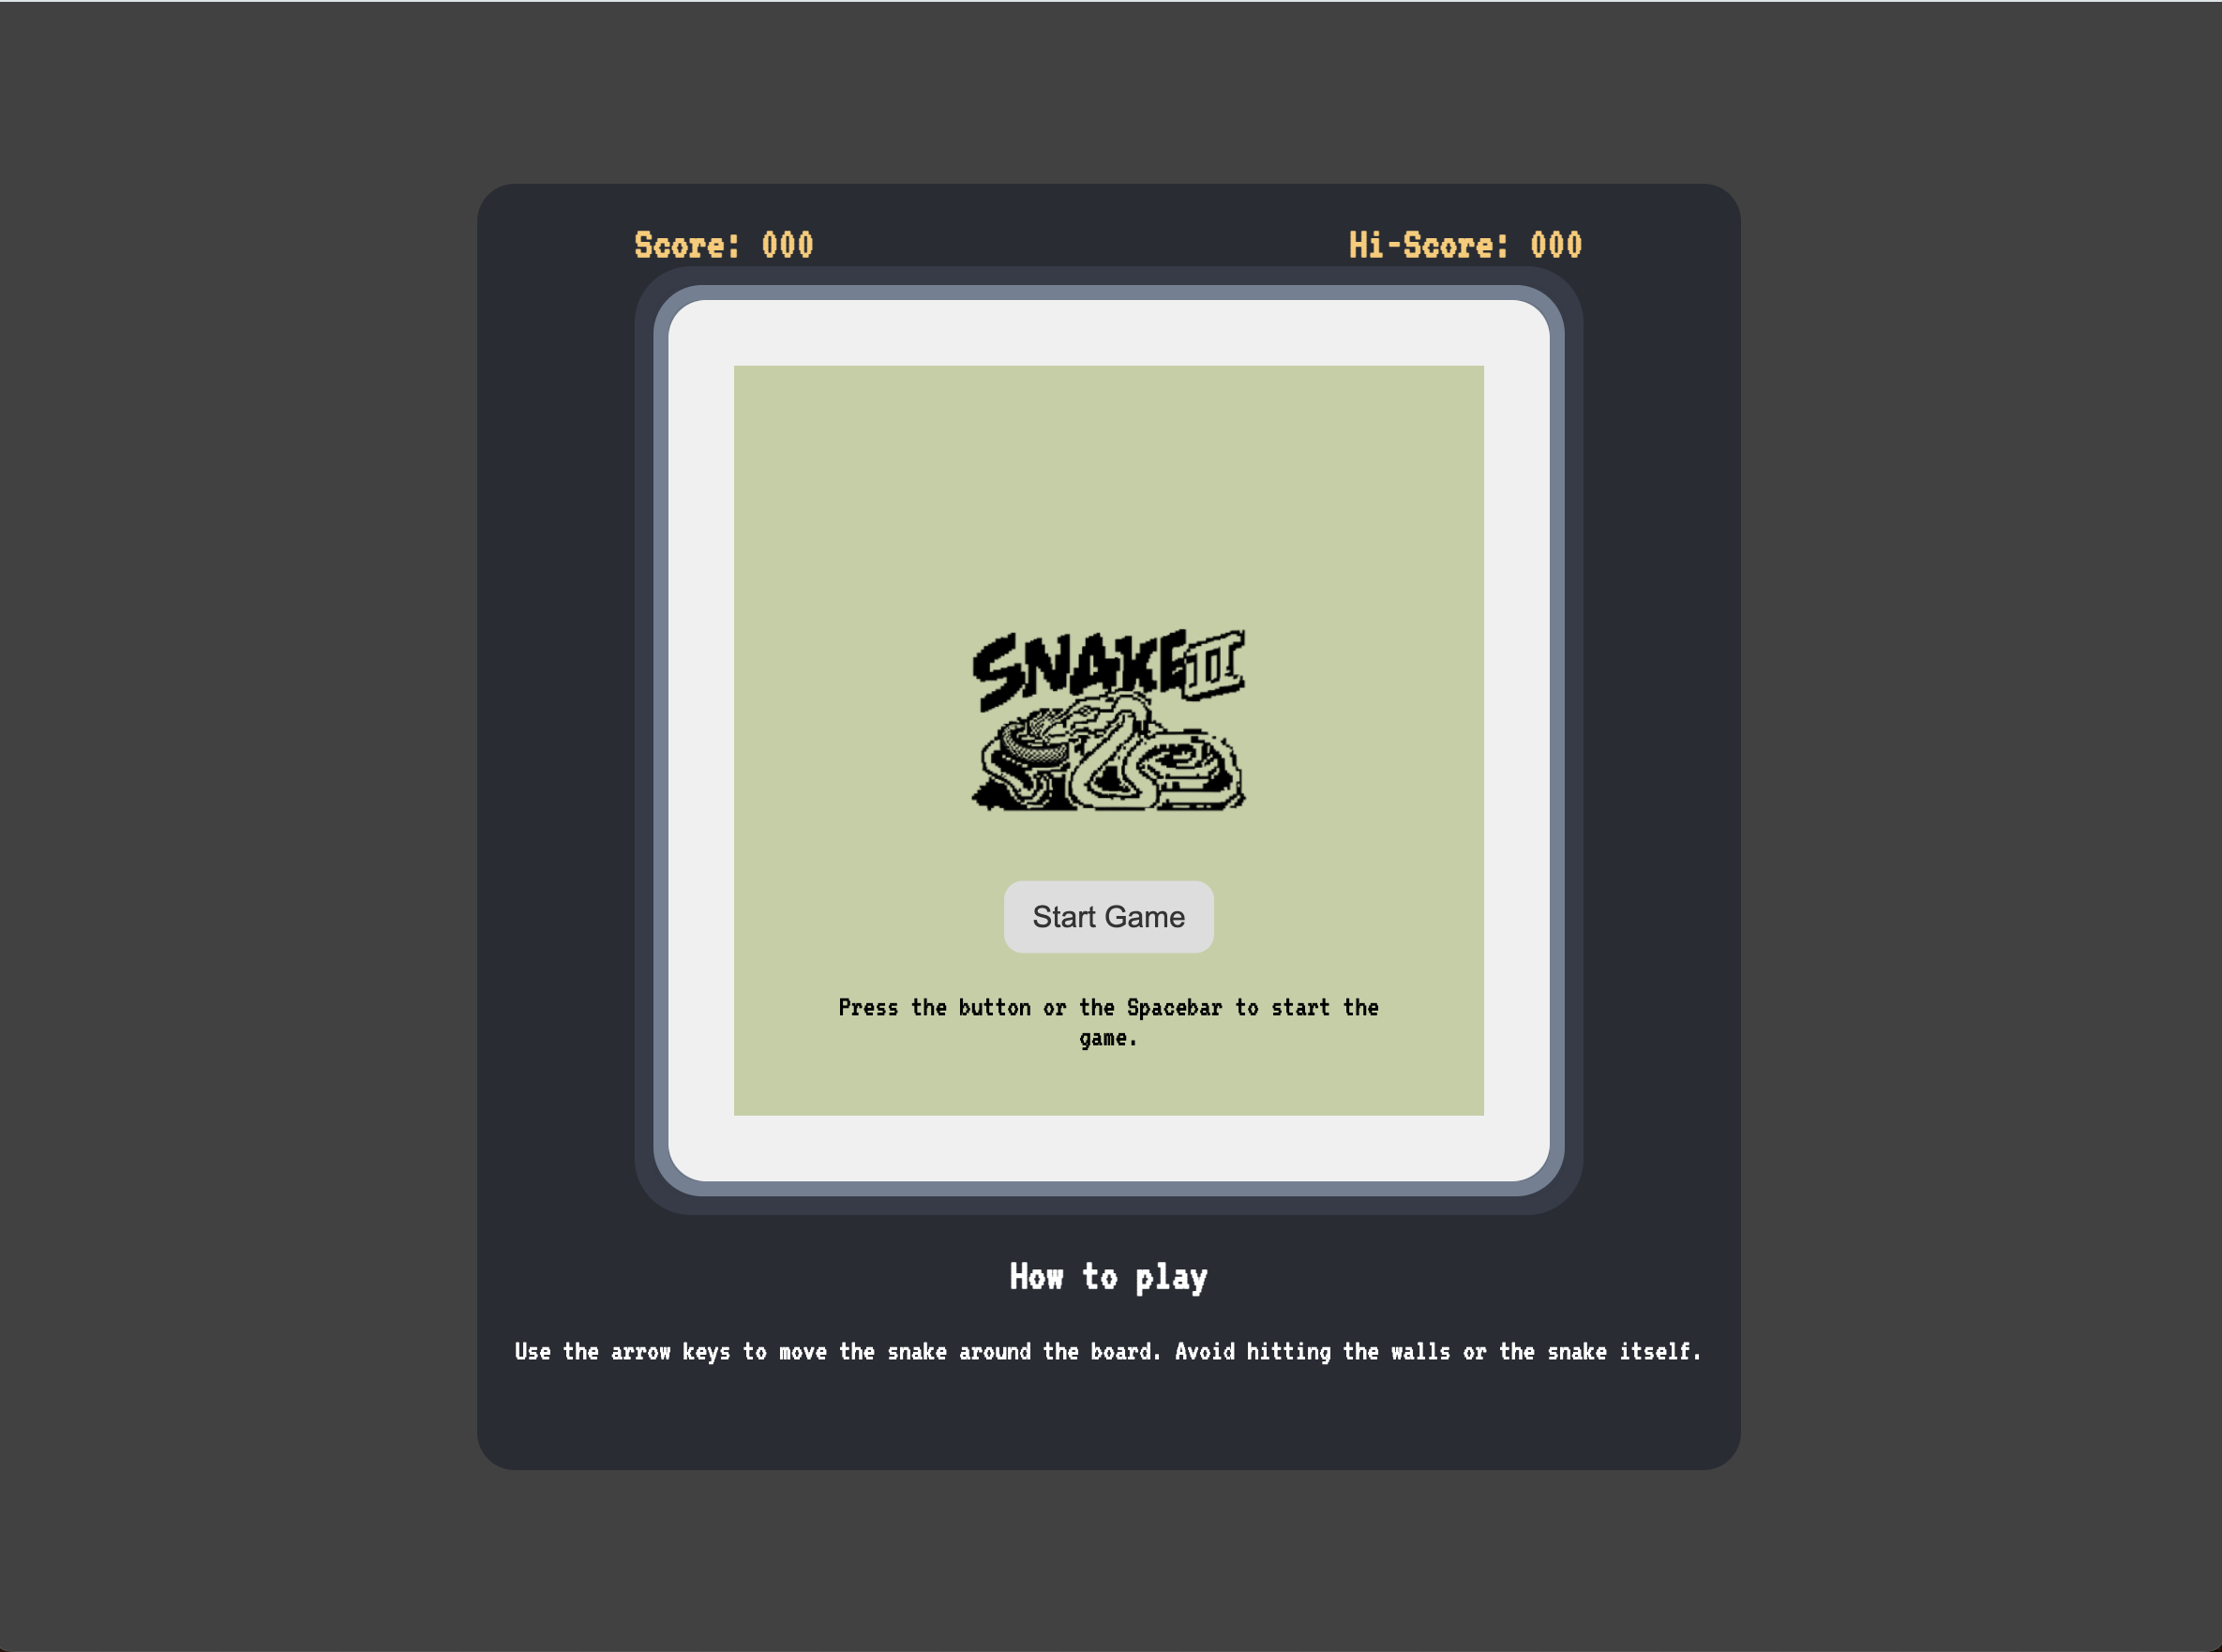 Score: 000
Hi-Score: 000
SNAKE II
Start Game
Press the button or the Spacebar to start the
game.
How to play
Use the arrow keys to move the snake around the board. Avoid hitting the walls or the snake itself.